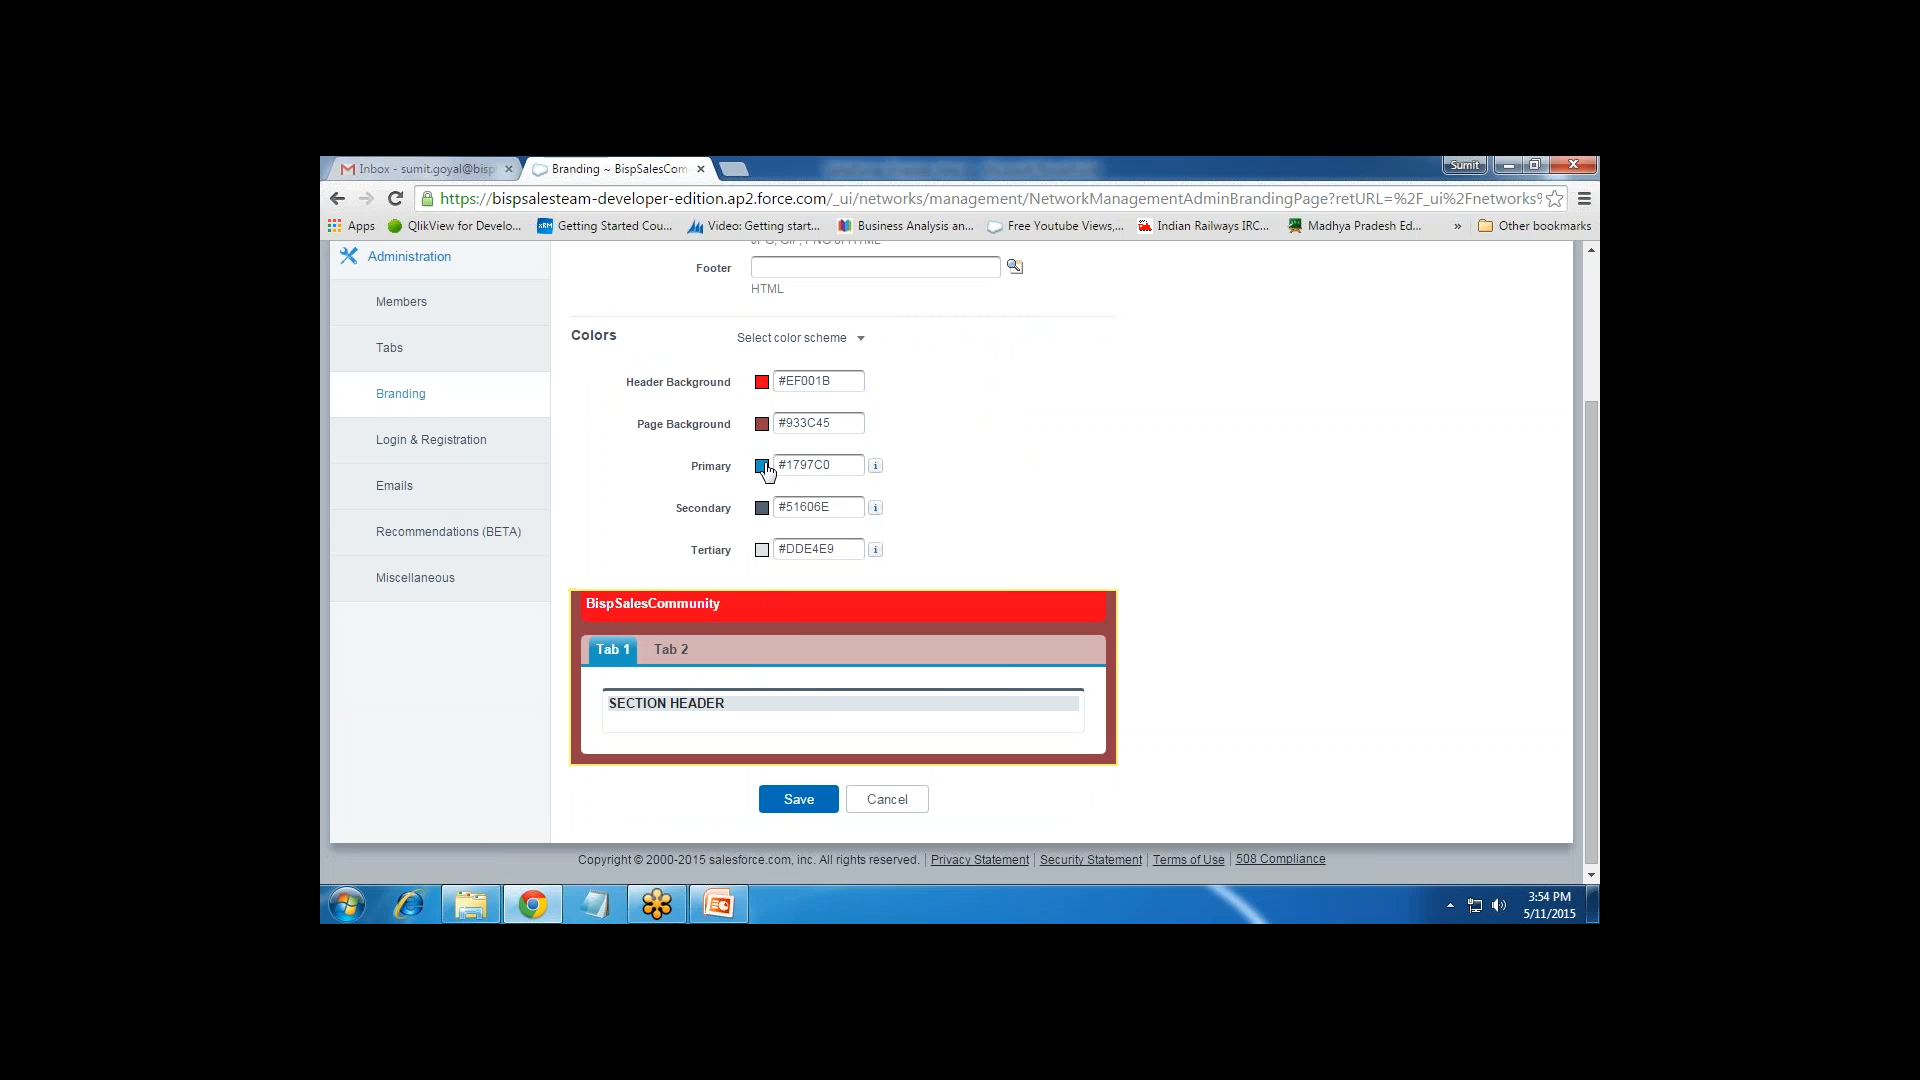 Inbox - sumit.goyal@bisp
Branding ~ BispSalesCom
Sumit
https://bispsalesteam-developer-edition.ap2.force.com/_ui/networks/management/NetworkManagementAdminBrandingPage?retURL=%2F_ui%2Fnetworks%
Apps
QlikView for Develo...
xRM
Getting Started Cou...
Video: Getting start...
Business Analysis an...
Free Youtube Views,...
Indian Railways IRC...
Madhya Pradesh Ed...
»
Other bookmarks
Administration
Members
Tabs
Branding
Login & Registration
Emails
Recommendations (BETA)
Miscellaneous
Footer
HTML
Colors
Select color scheme
Header Background
#EF001B
Page Background
#933C45
Primary
#1797C0
Secondary
#51606E
Tertiary
#DDE4E9
BispSalesCommunity
Tab 1
Tab 2
SECTION HEADER
Save
Cancel
Copyright © 2000-2015 salesforce.com, inc. All rights reserved. | Privacy Statement | Security Statement | Terms of Use | 508 Compliance
3:54 PM
5/11/2015